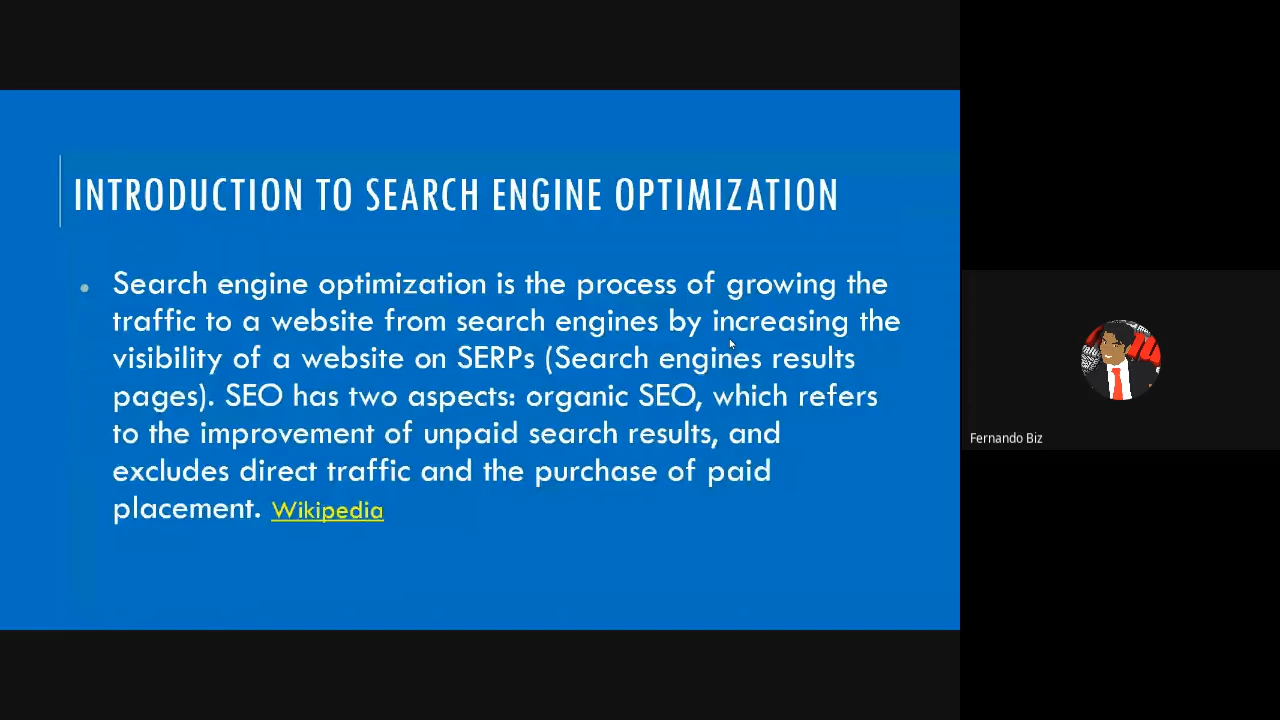 INTRODUCTION TO SEARCH ENGINE OPTIMIZATION
• Search engine optimization is the process of growing the
traffic to a website from search engines by increasing the
visibility of a website on SERPs (Search engines results
pages). SEO has two aspects: organic SEO, which refers
to the improvement of unpaid search results, and
excludes direct traffic and the purchase of paid
placement. Wikipedia
Fernando Biz